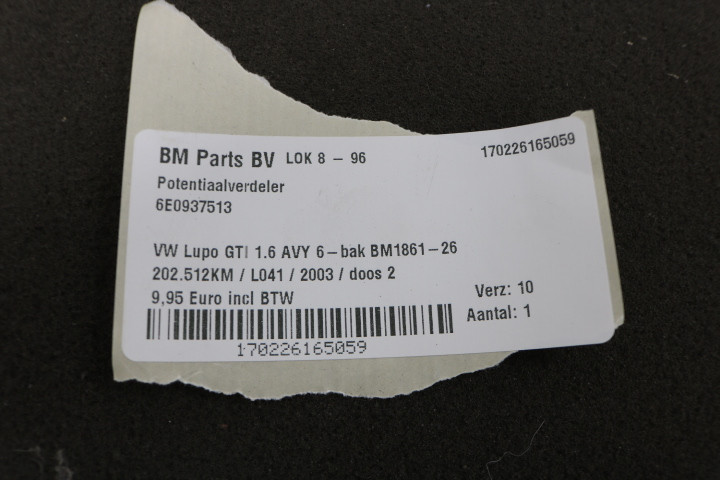 BM Parts BV LOK 8 - 96 170226165059
Potentiaalverdeler
6E0937513
VW Lupo GTI 1.6 AVY 6-bak BM1861-26
202.512KM / L041 / 2003 / doos 2
9,95 Euro incl BTW Verz: 10
Aantal: 1
170226165059